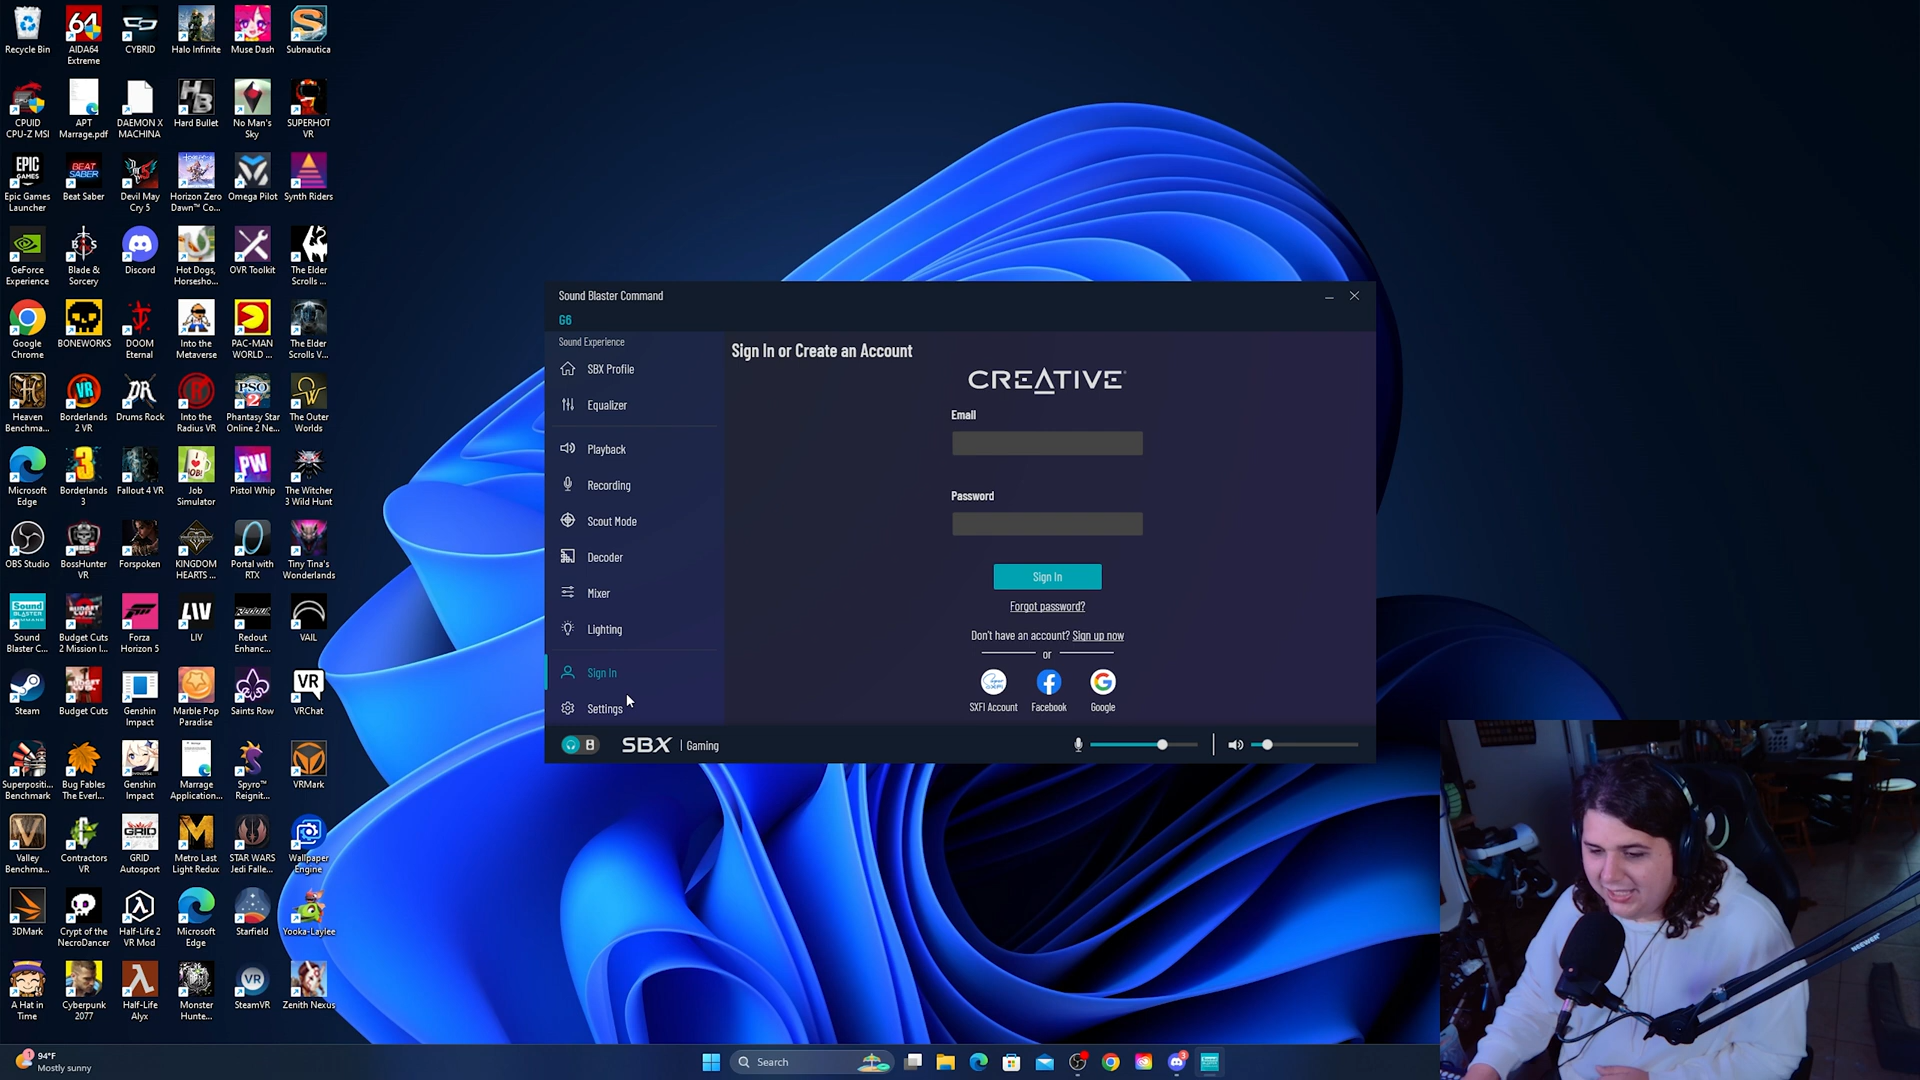 Recycle Bin
AIDA64
Extreme
CYBRID
Halo Infinite
Muse Dash
Subnautica
CPUID
CPU-Z MSI
APT
Marrage.pdf
DAEMON X
MACHINA
Hard Bullet
No Man's
Sky
SUPERHOT
VR
Epic Games
Launcher
Beat Saber
Devil May
Cry 5
Horizon Zero
Dawn™ Co...
Omega Pilot
Synth Riders
GeForce
Experience
Blade &
Sorcery
Discord
Hot Dogs,
Horsesho...
OVR Toolkit
The Elder
Scrolls ...
Google
Chrome
BONEWORKS
DOOM
Eternal
Into the
Metaverse
PAC-MAN
WORLD ...
The Elder
Scrolls V...
Heaven
Benchma...
Borderlands
2 VR
Drums Rock
Into the
Radius VR
Phantasy Star
Online 2 Ne...
The Outer
Worlds
Microsoft
Edge
Borderlands
3
Fallout 4 VR
Job
Simulator
Pistol Whip
The Witcher
3 Wild Hunt
OBS Studio
BossHunter
VR
Forspoken
KINGDOM
HEARTS ...
Portal with
RTX
Tiny Tina's
Wonderlands
Sound
Blaster C...
Budget Cuts
2 Mission I...
Forza
Horizon 5
LIV
Redout
Enhanc...
VAIL
Steam
Budget Cuts
Genshin
Impact
Marble Pop
Paradise
Saints Row
VRChat
Superpositi...
Benchmark
Bug Fables
The Everl...
Genshin
Impact
Marrage
Application...
Spyro™
Reignit...
VRMark
Valley
Benchma...
Contractors
VR
GRID
Autosport
Metro Last
Light Redux
STAR WARS
Jedi Falle...
Wallpaper
Engine
3DMark
Crypt of the
NecroDancer
Half-Life 2
VR Mod
Microsoft
Edge
Starfield
Yooka-Laylee
A Hat in
Time
Cyberpunk
2077
Half-Life
Alyx
Monster
Hunte...
SteamVR
Zenith Nexus
Sound Blaster Command
G6
Sound Experience
SBX Profile
Equalizer
Playback
Recording
Scout Mode
Decoder
Mixer
Lighting
Sign In
Settings
Sign In or Create an Account
CREATIVE
Email
Password
Sign In
Forgot password?
Don't have an account? Sign up now
or
SXFI Account
Facebook
Google
SBX | Gaming
NEEWER
1
94°F
Mostly sunny
Search
3